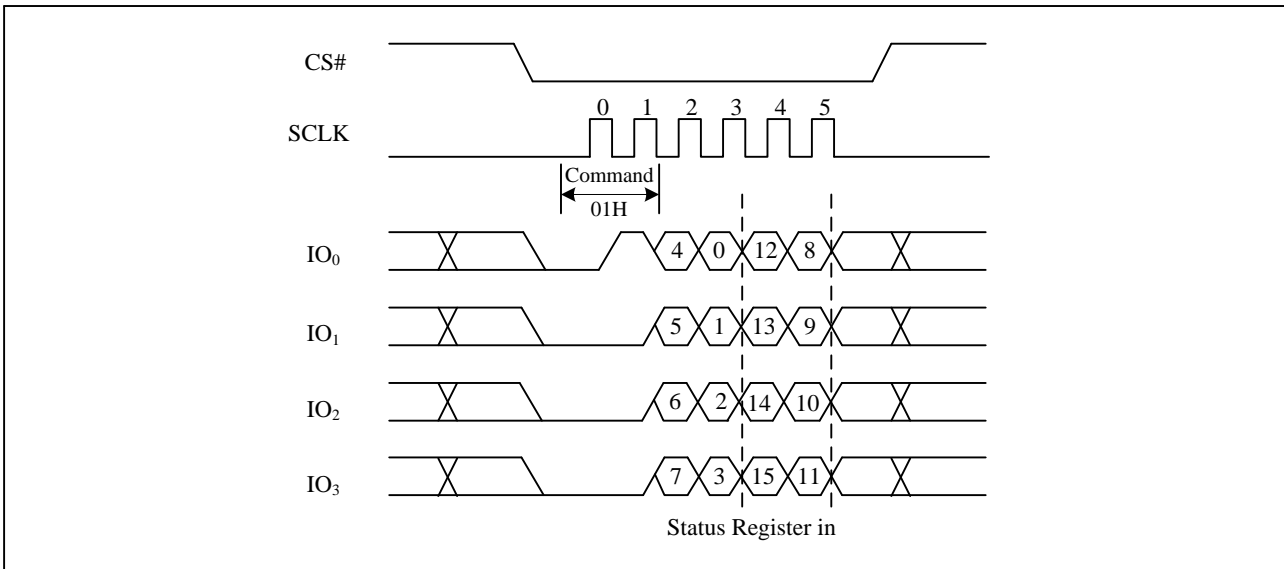 CS#
0 1 2 3 4 5
SCLK
Command
01H
IO0 4 0 12 8
IO1 5 1 13 9
IO2 6 2 14 10
IO3 7 3 15 11
Status Register in